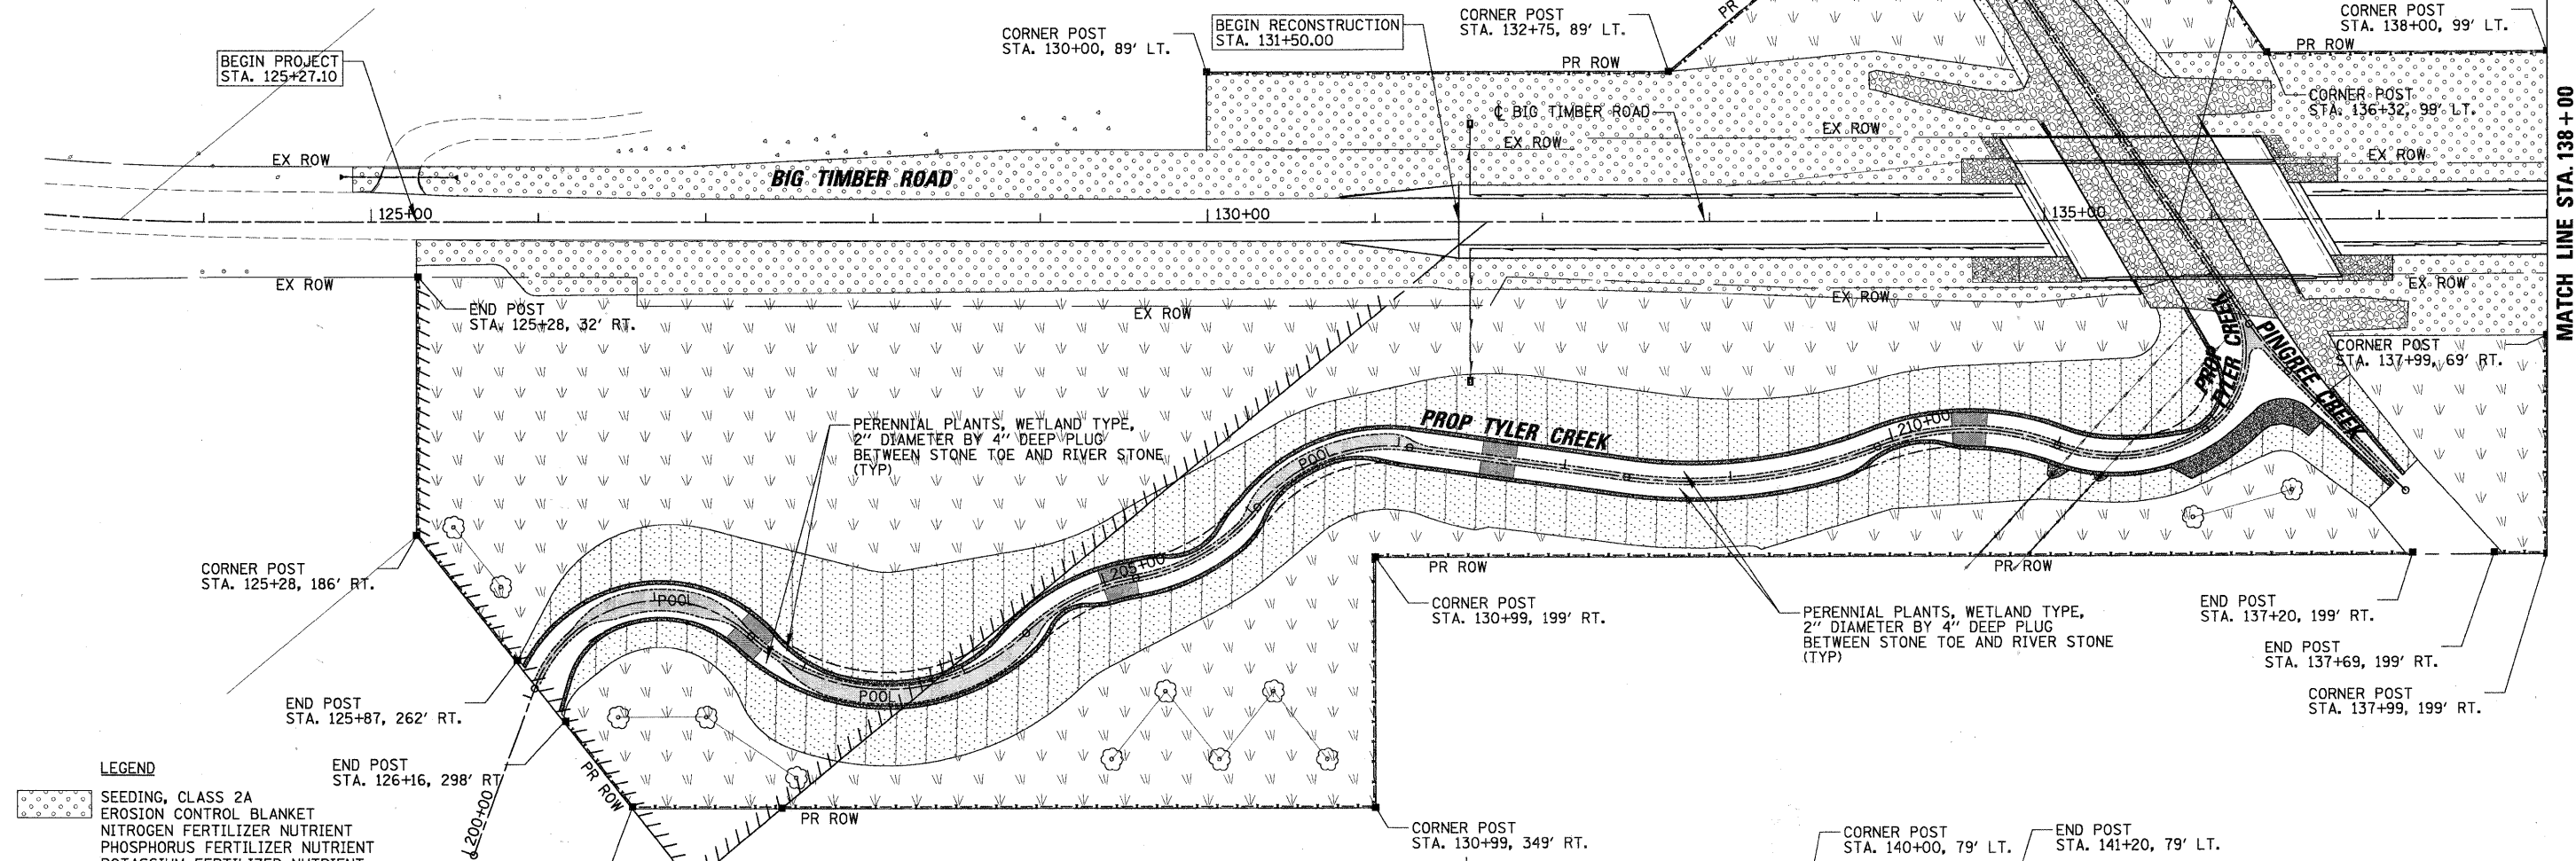 CORNER POST
STA. 130+00, 89' LT.
BEGIN RECONSTRUCTION
STA. 131+50.00
CORNER POST
STA. 132+75, 89' LT.
PR
CORNER POST
STA. 138+00, 99' LT.
PR ROW
BEGIN PROJECT
STA. 125+27.10
PR ROW
CORNER POST
STA. 136+32, 99' LT.
℄ BIG TIMBER ROAD
EX ROW
EX ROW
EX ROW
EX ROW
BIG TIMBER ROAD
125+00
130+00
135+00
MATCH LINE STA. 138+00
EX ROW
EX ROW
EX ROW
EX ROW
END POST
STA. 125+28, 32' RT.
PROP
TYLER CREEK
PINGREE CREEK
CORNER POST
STA. 137+99, 69' RT.
PERENNIAL PLANTS, WETLAND TYPE,
2" DIAMETER BY 4" DEEP PLUG
BETWEEN STONE TOE AND RIVER STONE
(TYP)
PROP TYLER CREEK
210+00
POOL
CORNER POST
STA. 125+28, 186' RT.
205+00
POOL
POOL
PR ROW
PR ROW
CORNER POST
STA. 130+99, 199' RT.
PERENNIAL PLANTS, WETLAND TYPE,
2" DIAMETER BY 4" DEEP PLUG
BETWEEN STONE TOE AND RIVER STONE
(TYP)
END POST
STA. 137+20, 199' RT.
END POST
STA. 137+69, 199' RT.
CORNER POST
STA. 137+99, 199' RT.
END POST
STA. 125+87, 262' RT.
END POST
STA. 126+16, 298' RT
PR ROW
200+00
PR ROW
CORNER POST
STA. 130+99, 349' RT.
CORNER POST
STA. 140+00, 79' LT.
END POST
STA. 141+20, 79' LT.
LEGEND
SEEDING, CLASS 2A
EROSION CONTROL BLANKET
NITROGEN FERTILIZER NUTRIENT
PHOSPHORUS FERTILIZER NUTRIENT
POTASSIUM FERTILIZER NUTRIENT